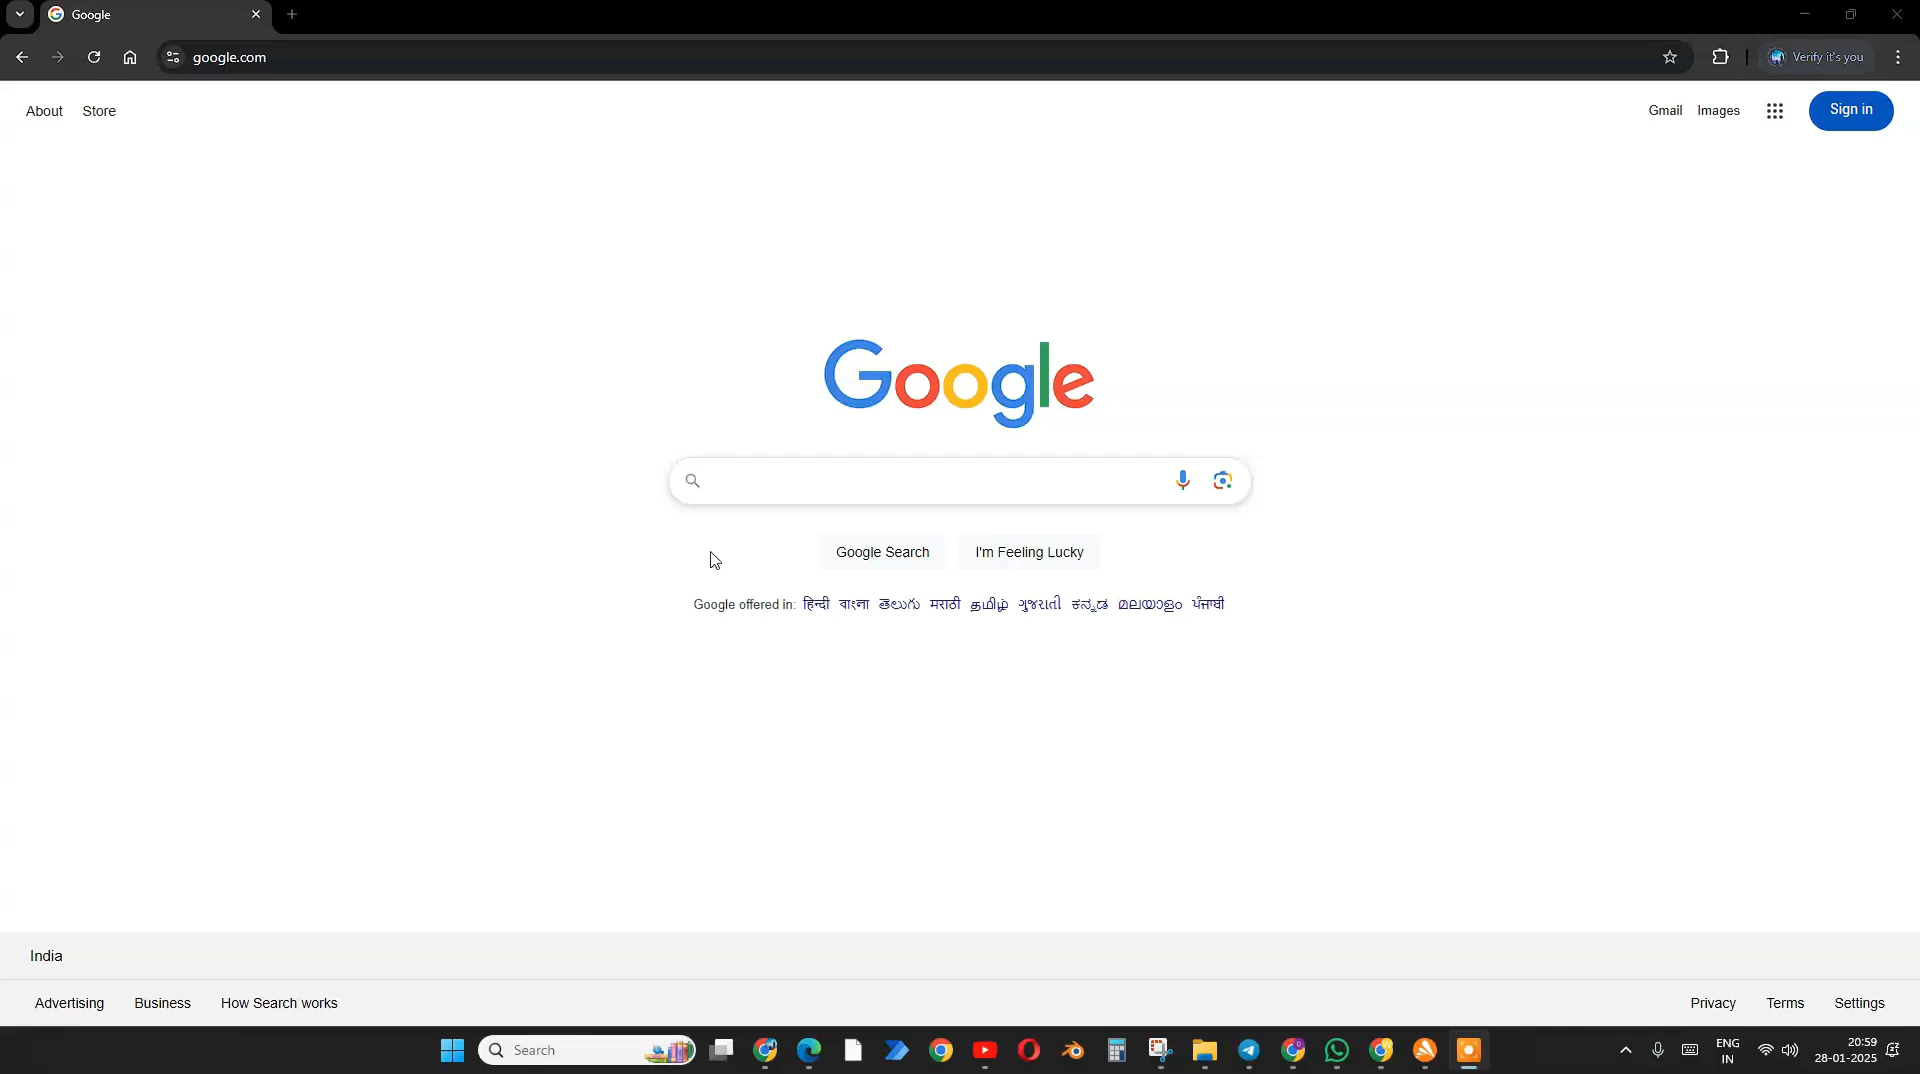 Google
google.com
Verify it's you
About Store
Gmail Images Sign in
Google
Google Search I'm Feeling Lucky
Google offered in: हिन्दी বাংলা తెలుగు मराठी தமிழ் ગુજરાતી ಕನ್ನಡ മലയാളം ਪੰਜਾਬੀ
India
Advertising Business How Search works
Privacy Terms Settings
Search
ENG
IN
20:59
28-01-2025